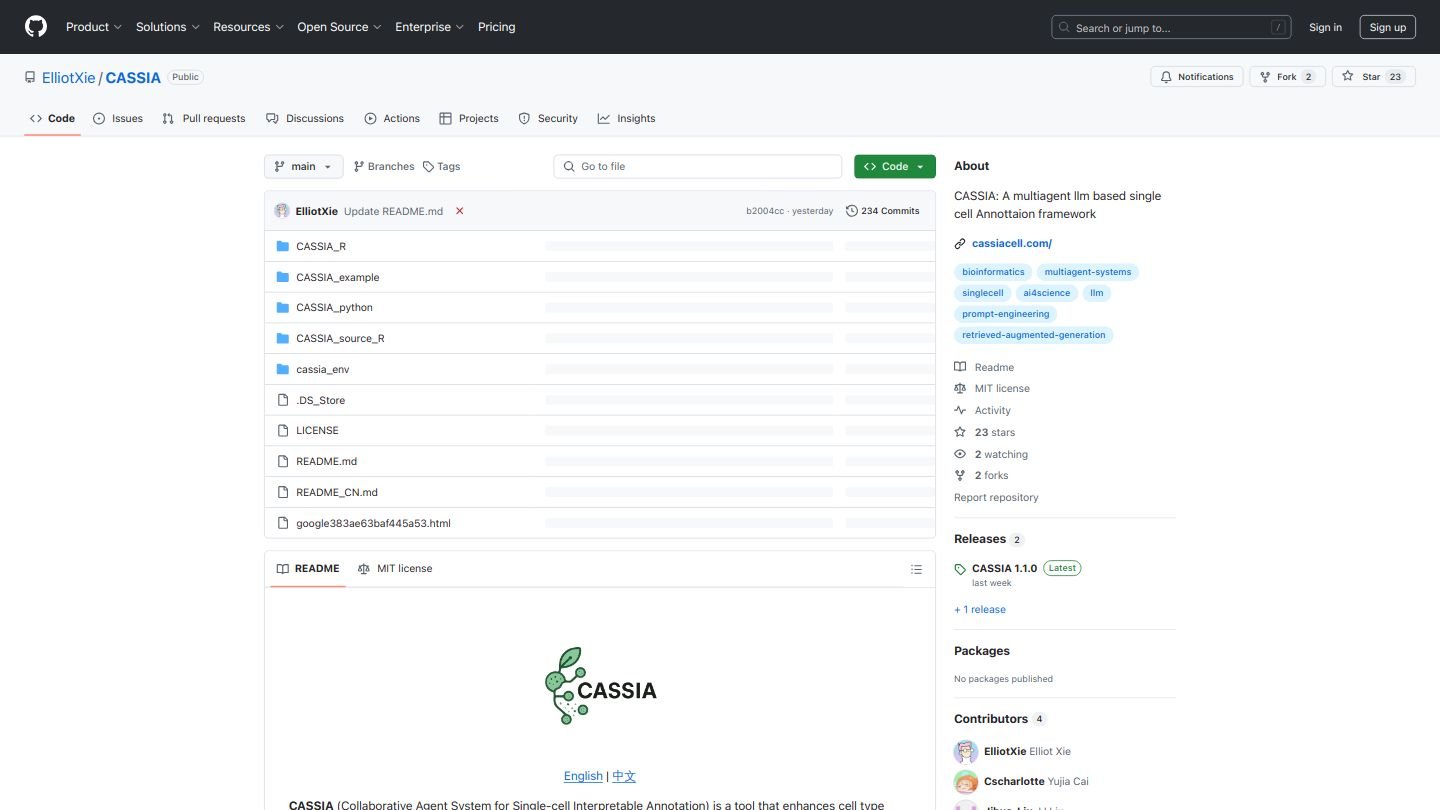 Product Solutions Resources Open Source Enterprise Pricing Search or jump to... / Sign in Sign up
ElliotXie / CASSIA Public Notifications Fork 2 Star 23
Code Issues Pull requests Discussions Actions Projects Security Insights
main Branches Tags Go to file Code
ElliotXie Update README.md b2004cc · yesterday 234 Commits
CASSIA_R
CASSIA_example
CASSIA_python
CASSIA_source_R
cassia_env
.DS_Store
LICENSE
README.md
README_CN.md
google383ae63baf445a53.html
README MIT license
CASSIA
English | 中文
CASSIA (Collaborative Agent System for Single-cell Interpretable Annotation) is a tool that enhances cell type
About
CASSIA: A multiagent llm based single
cell Annottaion framework
cassiacell.com/
bioinformatics multiagent-systems
singlecell ai4science llm
prompt-engineering
retrieved-augmented-generation
Readme
MIT license
Activity
23 stars
2 watching
2 forks
Report repository
Releases 2
CASSIA 1.1.0 Latest
last week
+ 1 release
Packages
No packages published
Contributors 4
ElliotXie Elliot Xie
Cscharlotte Yujia Cai